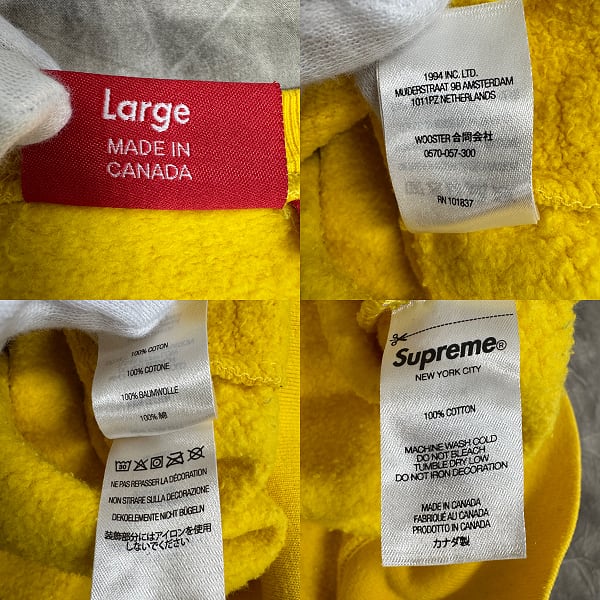 Large
MADE IN
CANADA
1994 INC. LTD.
MUIDERSTRAAT 9B AMSTERDAM
1011PZ NETHERLANDS
WOOSTER 合同会社
0570-057-300
RN 101837
100% COTON
100% COTONE
100% BAUMWOLLE
100% 綿
NE PAS REPASSER LA DÉCORATION
NON STIRARE SULLA DECORAZIONE
DEKOELEMENTE NICHT BÜGELN
装飾部分にはアイロンを使用
しないでください
Supreme®
NEW YORK CITY
100% COTTON
MACHINE WASH COLD
DO NOT BLEACH
TUMBLE DRY LOW
DO NOT IRON DECORATION
MADE IN CANADA
FABRIQUÉ AU CANADA
PRODOTTO IN CANADA
カナダ製